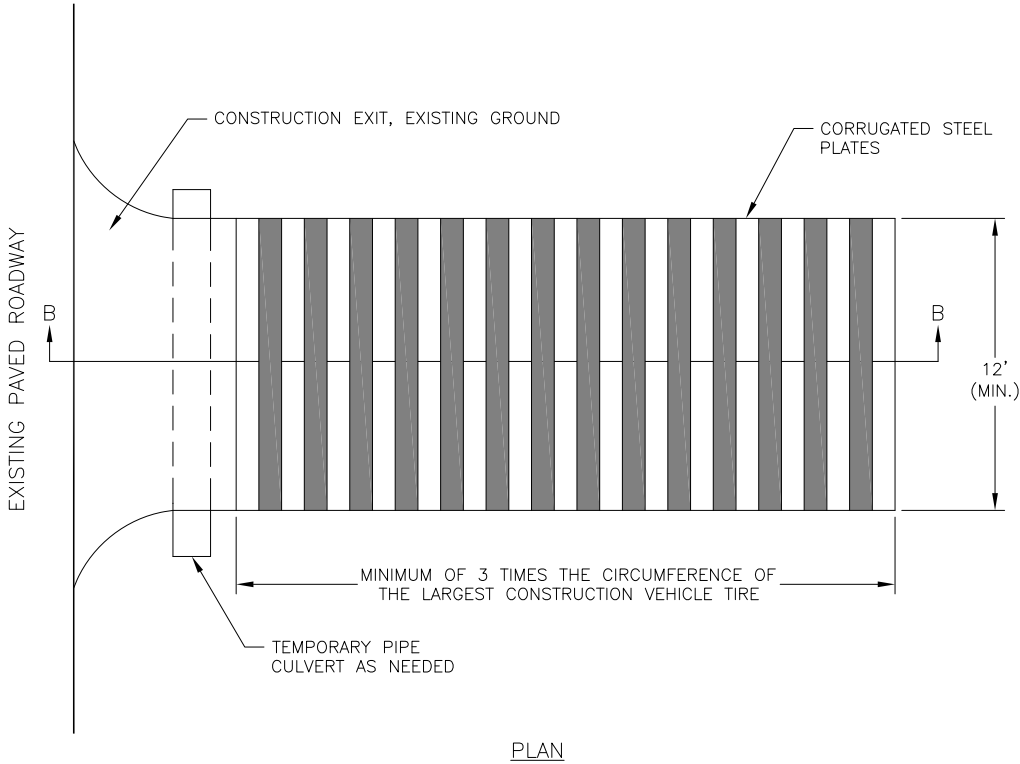 CONSTRUCTION EXIT, EXISTING GROUND
CORRUGATED STEEL
PLATES
EXISTING PAVED ROADWAY
B
B
12'
(MIN.)
MINIMUM OF 3 TIMES THE CIRCUMFERENCE OF
THE LARGEST CONSTRUCTION VEHICLE TIRE
TEMPORARY PIPE
CULVERT AS NEEDED
PLAN